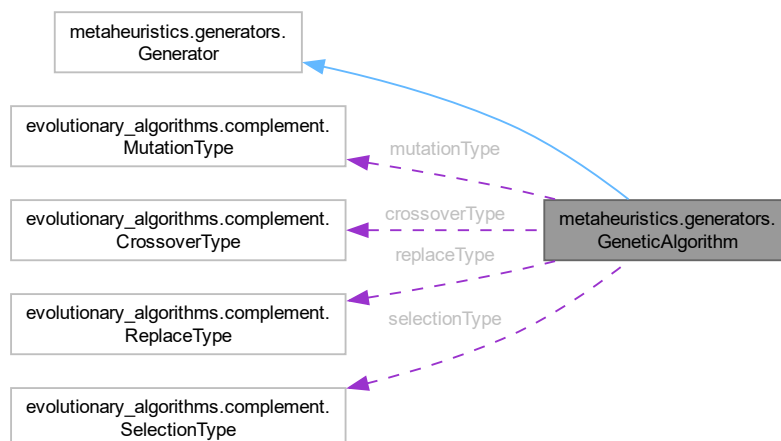 metaheuristics.generators.
Generator
evolutionary_algorithms.complement.
MutationType
mutationType
evolutionary_algorithms.complement.
CrossoverType
crossoverType
metaheuristics.generators.
GeneticAlgorithm
replaceType
evolutionary_algorithms.complement.
ReplaceType
selectionType
evolutionary_algorithms.complement.
SelectionType